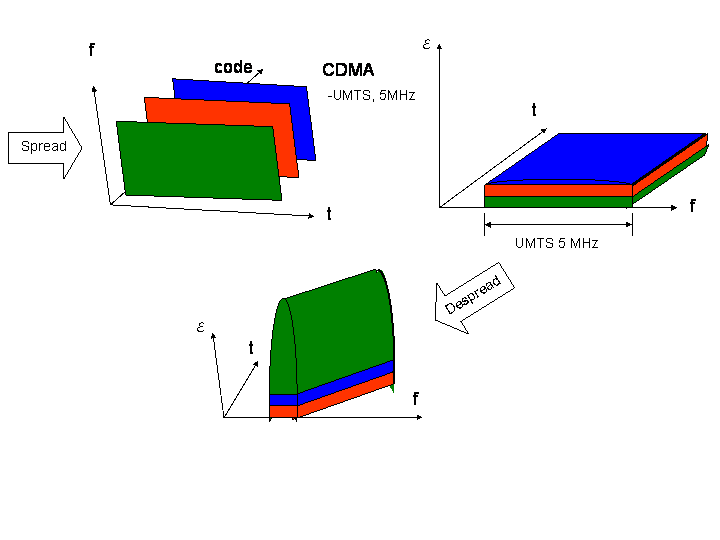 f
code
CDMA
-UMTS, 5MHz
Spread
t
ε
t
f
UMTS 5 MHz
Despread
ε
t
f